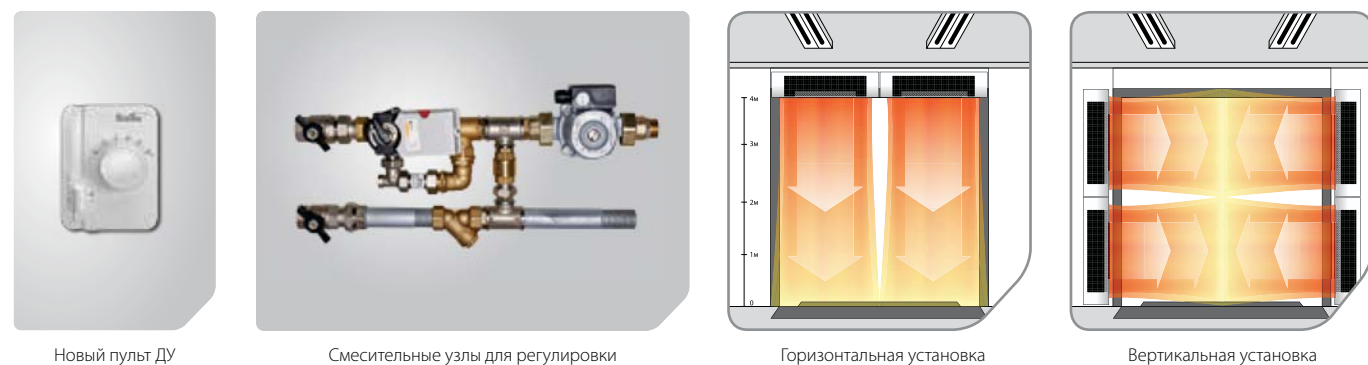 4м
3м
2м
1м
0
Новый пульт ДУ
Смесительные узлы для регулировки
Горизонтальная установка
Вертикальная установка